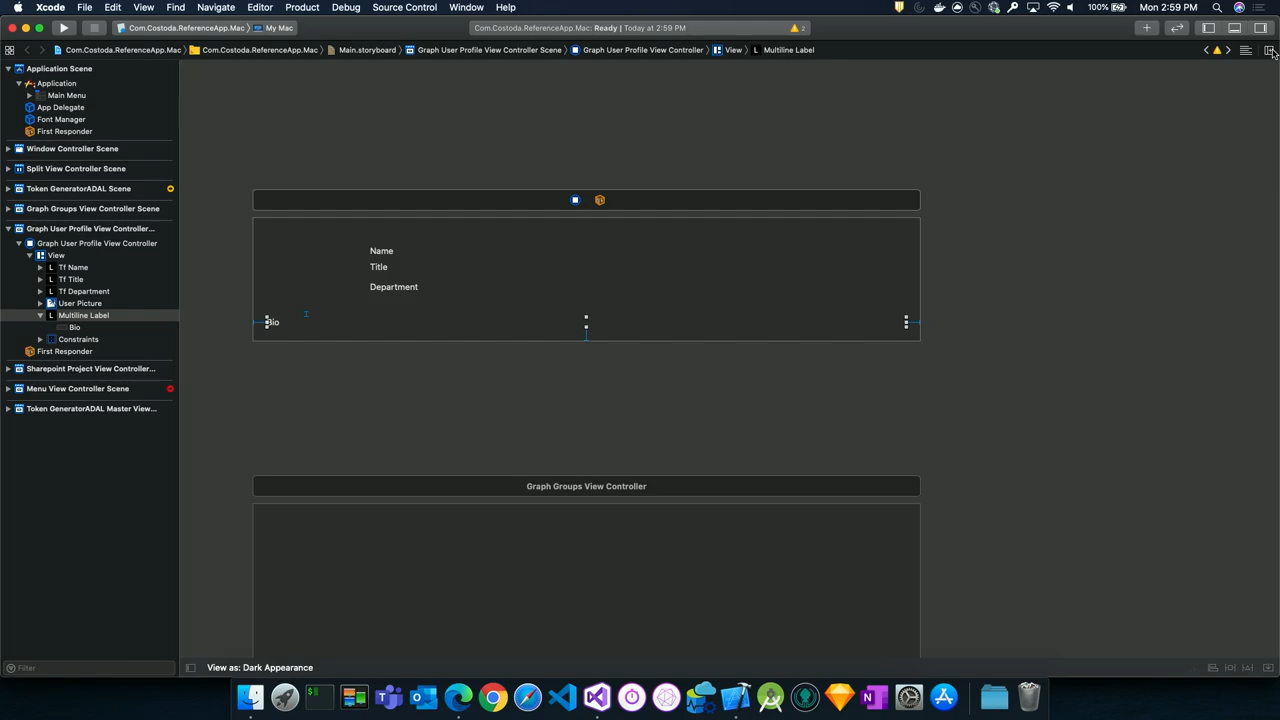 Xcode File Edit View Find Navigate Editor Product Debug Source Control Window Help 100% Mon 2:59 PM
Com.Costoda.ReferenceApp.Mac My Mac Com.Costoda.ReferenceApp.Mac: Ready | Today at 2:59 PM 2
Com.Costoda.ReferenceApp.Mac Com.Costoda.ReferenceApp.Mac Main.storyboard Graph User Profile View Controller Scene Graph User Profile View Controller View L Multiline Label
Application Scene
Application
Main Menu
App Delegate
Font Manager
First Responder
Window Controller Scene
Split View Controller Scene
Token GeneratorADAL Scene
Graph Groups View Controller Scene
Graph User Profile View Controller...
Graph User Profile View Controller
View
L Tf Name
L Tf Title
L Tf Department
User Picture
L Multiline Label
Bio
Constraints
First Responder
Sharepoint Project View Controller...
Menu View Controller Scene
Token GeneratorADAL Master View...
Name
Title
Department
Bio
Graph Groups View Controller
Filter
View as: Dark Appearance